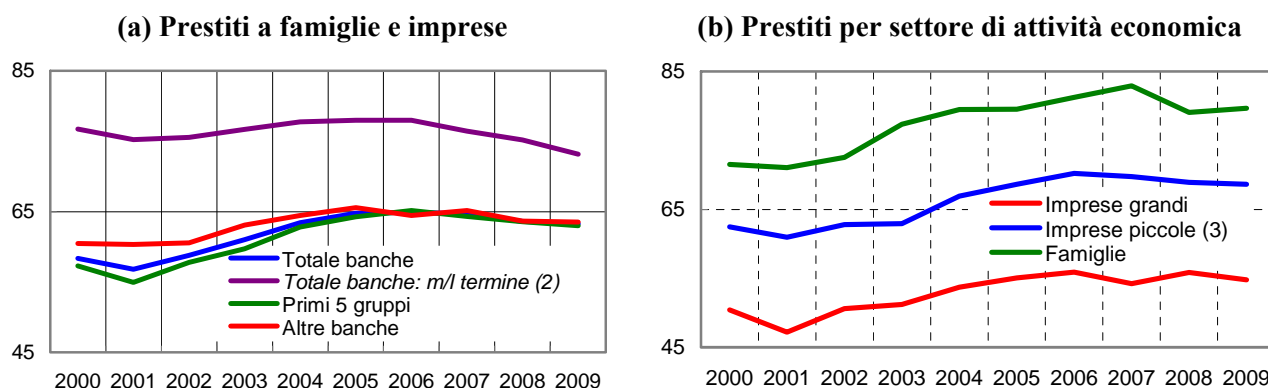 (a) Prestiti a famiglie e imprese
85
65
45
Totale banche
Totale banche: m/l termine (2)
Primi 5 gruppi
Altre banche
2000 2001 2002 2003 2004 2005 2006 2007 2008 2009
(b) Prestiti per settore di attività economica
85
65
45
Imprese grandi
Imprese piccole (3)
Famiglie
2000 2001 2002 2003 2004 2005 2006 2007 2008 2009